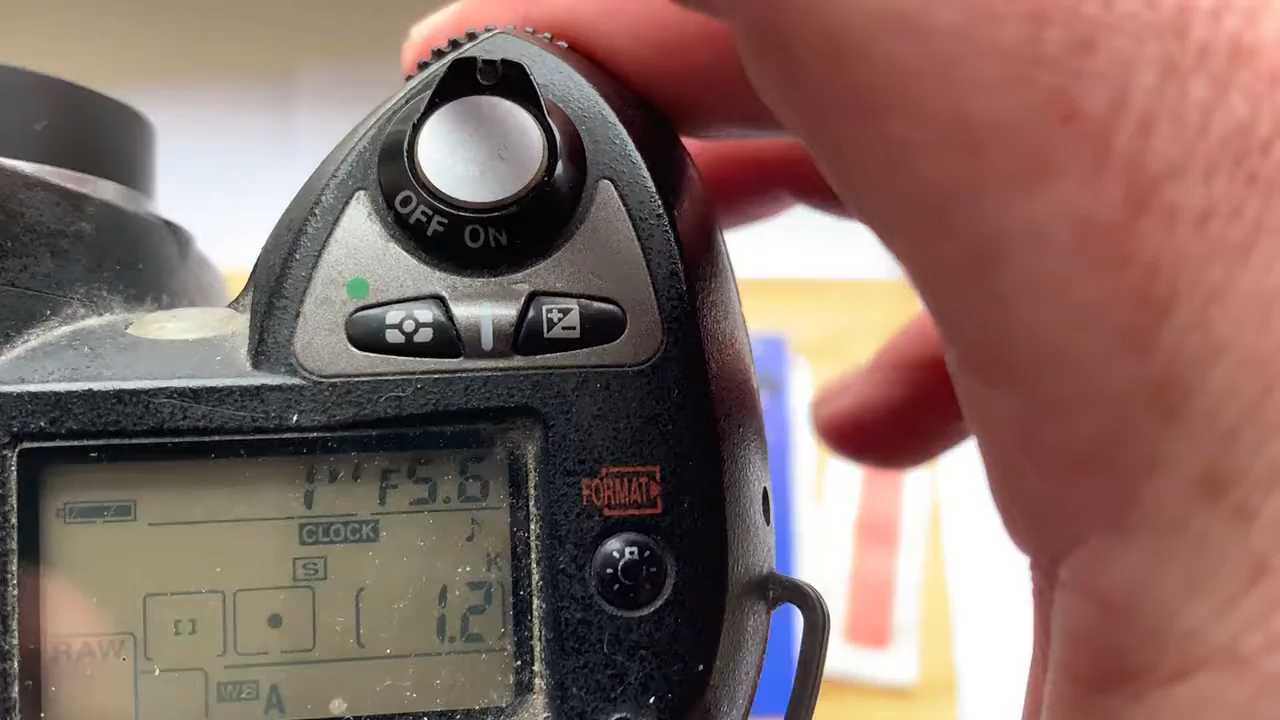 OFF ON
1" F5.6
CLOCK
S
K
[ 1.2]
RAW
WB A
FORMAT